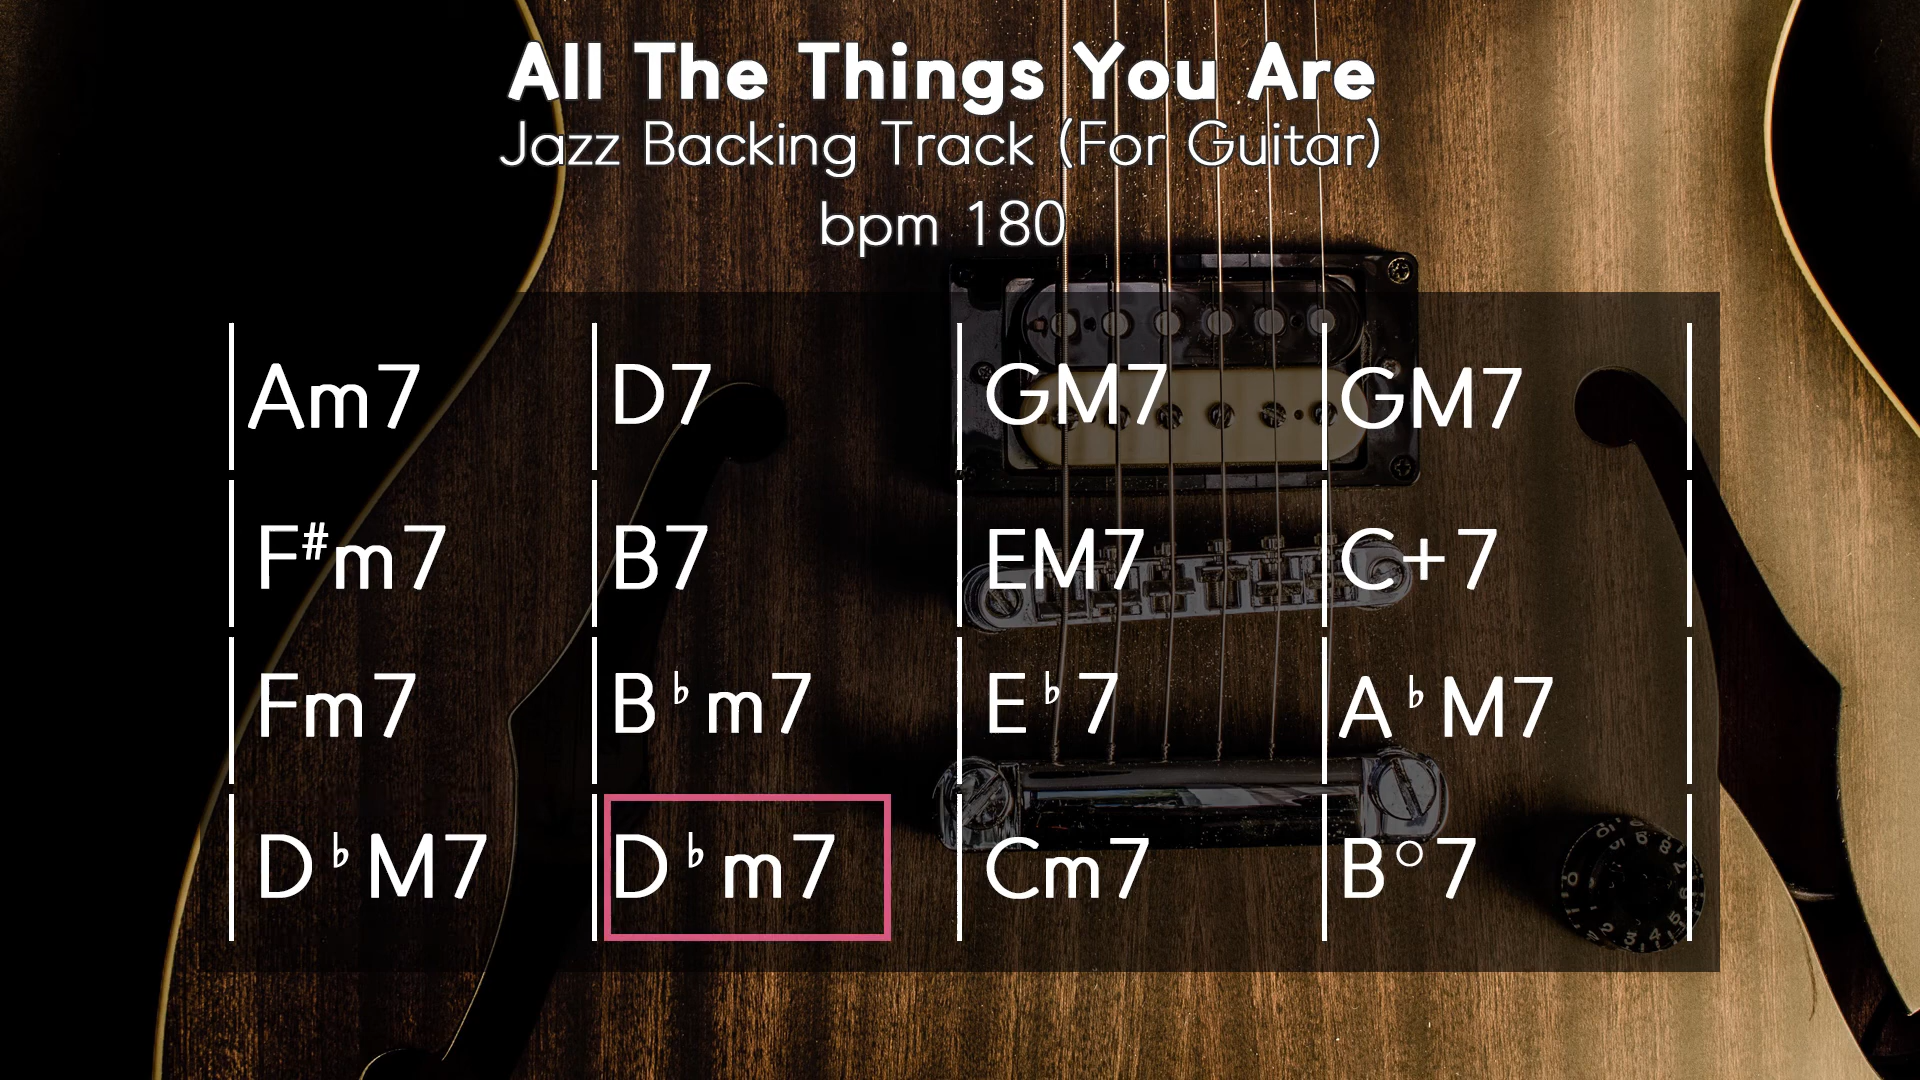 All The Things You Are
Jazz Backing Track (For Guitar)
bpm 180
Am7 D7 GM7 GM7
F#m7 B7 EM7 C+7
Fm7 B♭m7 E♭7 A♭M7
D♭M7 D♭m7 Cm7 B°7